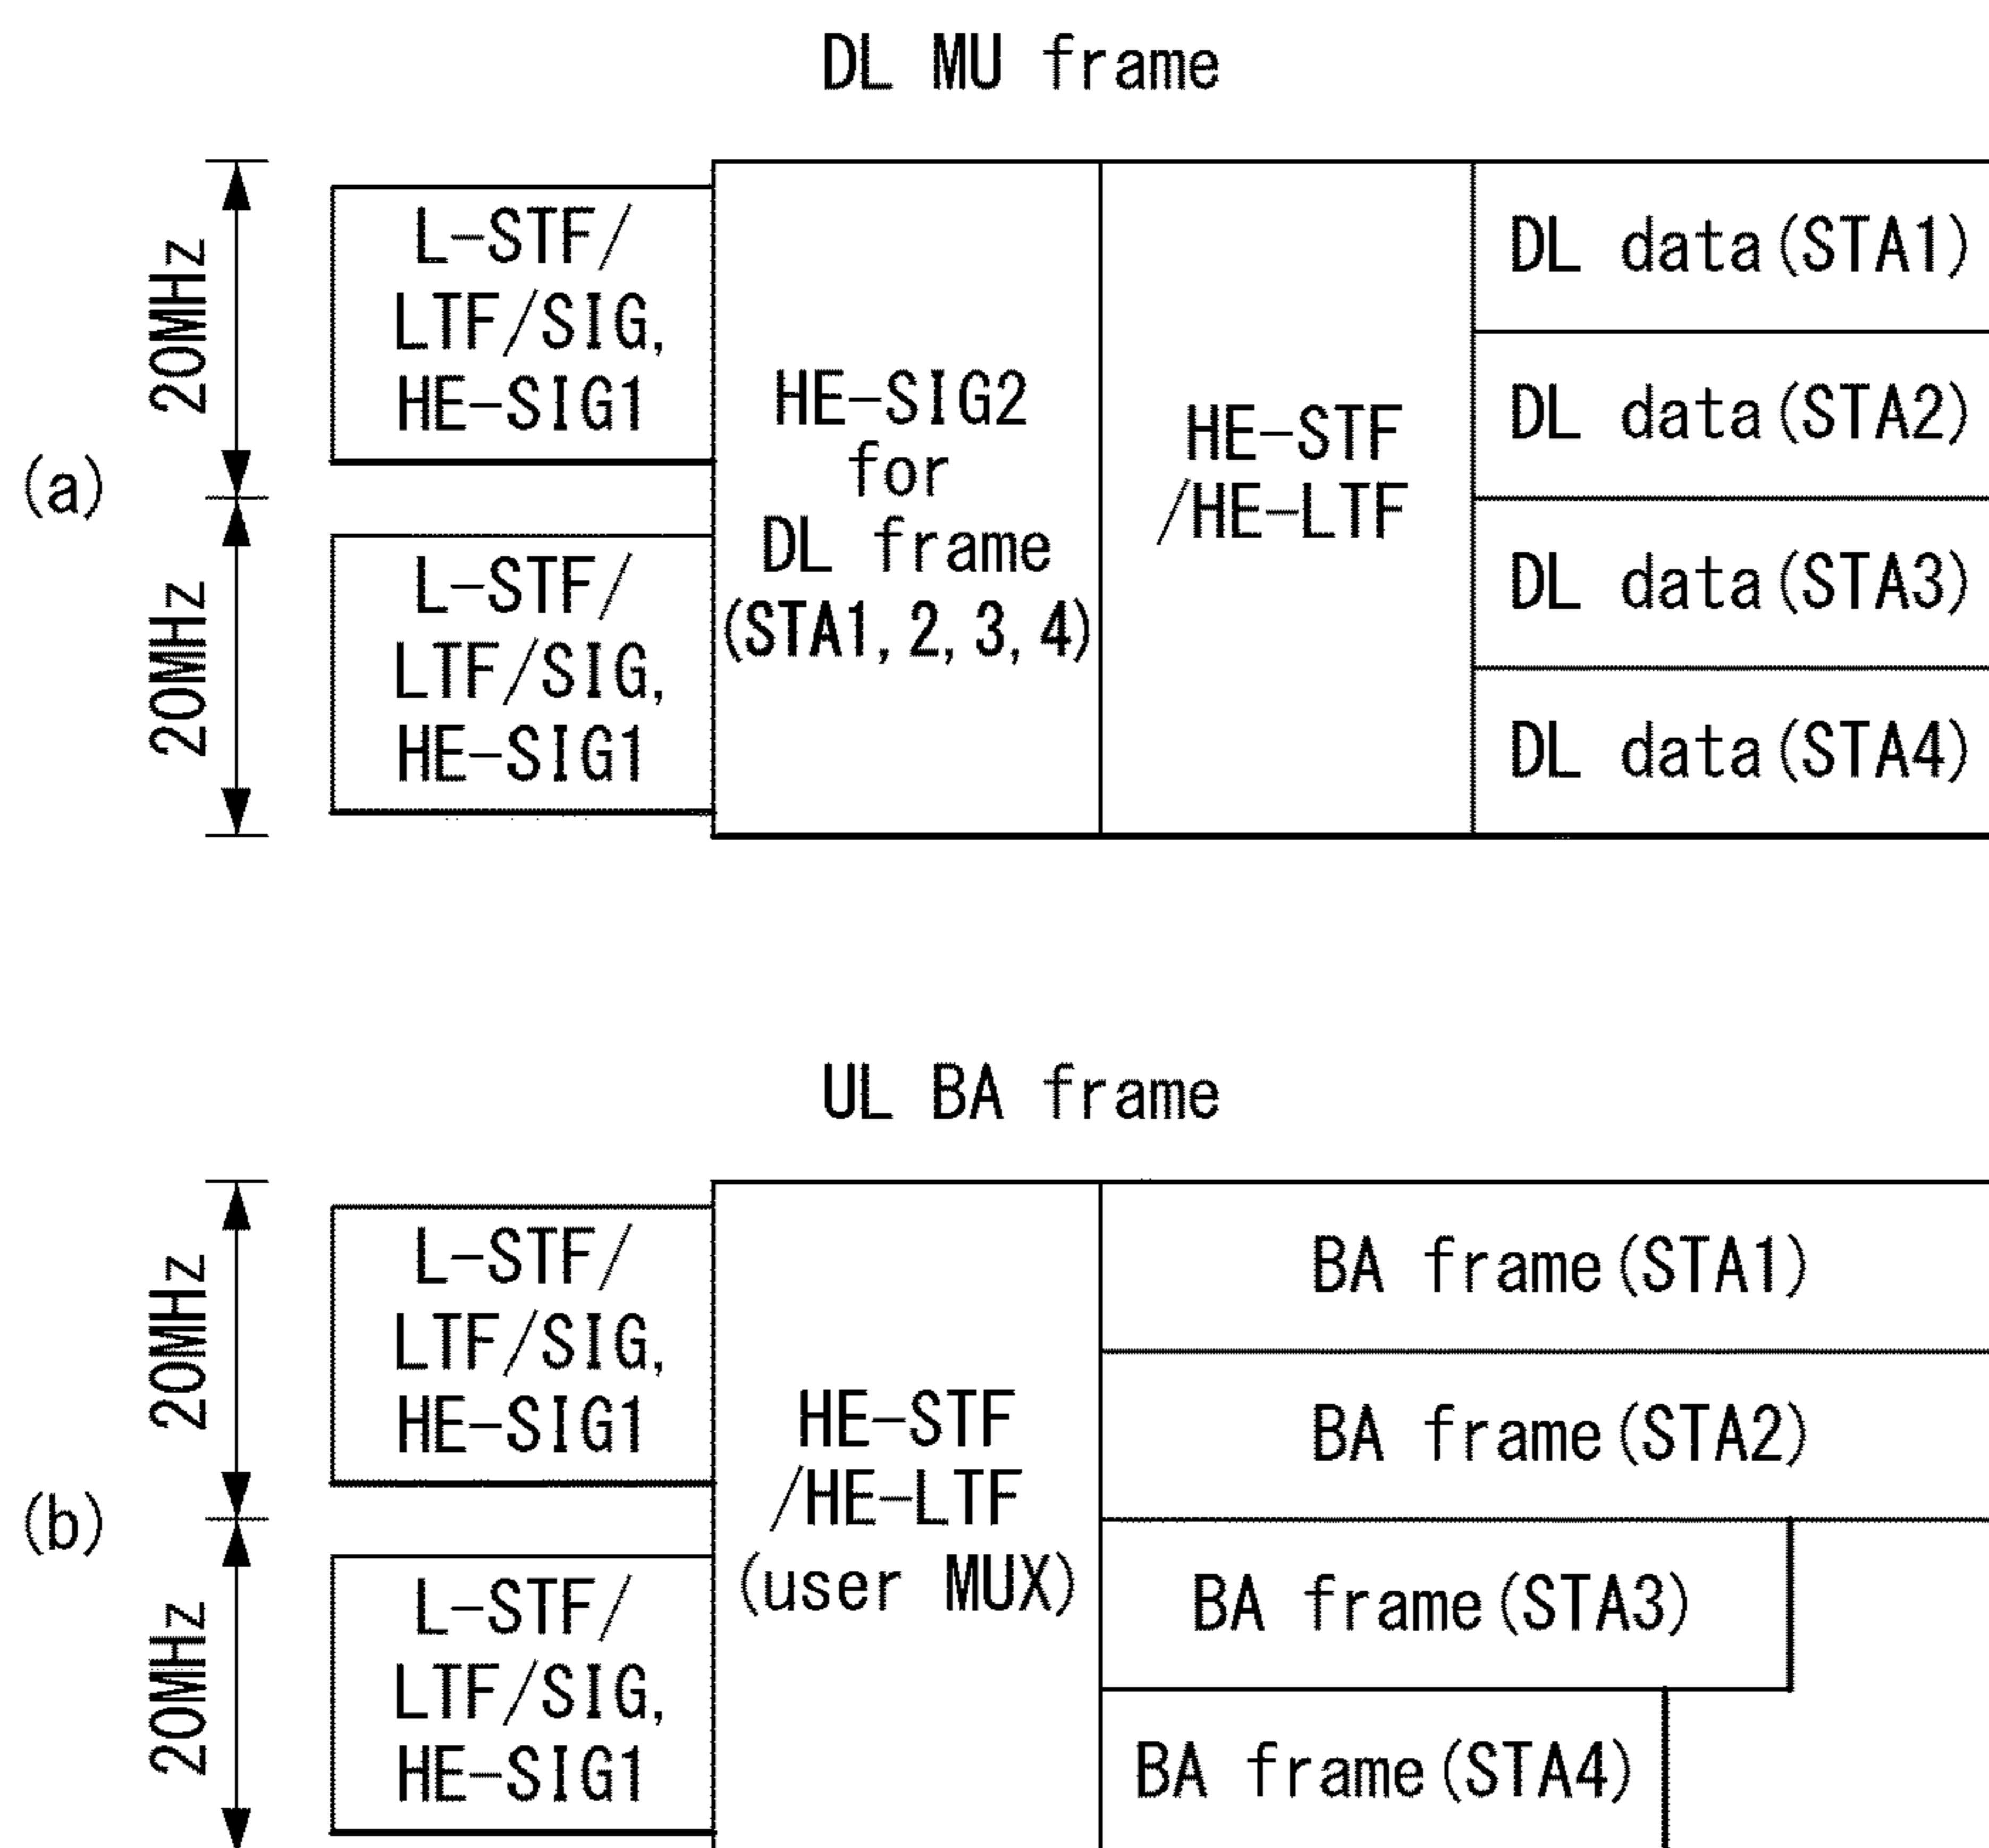 DL MU frame
(a)
20MHz
20MHz
L-STF/
LTF/SIG,
HE-SIG1
L-STF/
LTF/SIG,
HE-SIG1
HE-SIG2
for
DL frame
(STA1, 2, 3, 4)
HE-STF
/HE-LTF
DL data(STA1)
DL data(STA2)
DL data(STA3)
DL data(STA4)
UL BA frame
(b)
20MHz
20MHz
L-STF/
LTF/SIG,
HE-SIG1
L-STF/
LTF/SIG,
HE-SIG1
HE-STF
/HE-LTF
(user MUX)
BA frame(STA1)
BA frame(STA2)
BA frame(STA3)
BA frame(STA4)